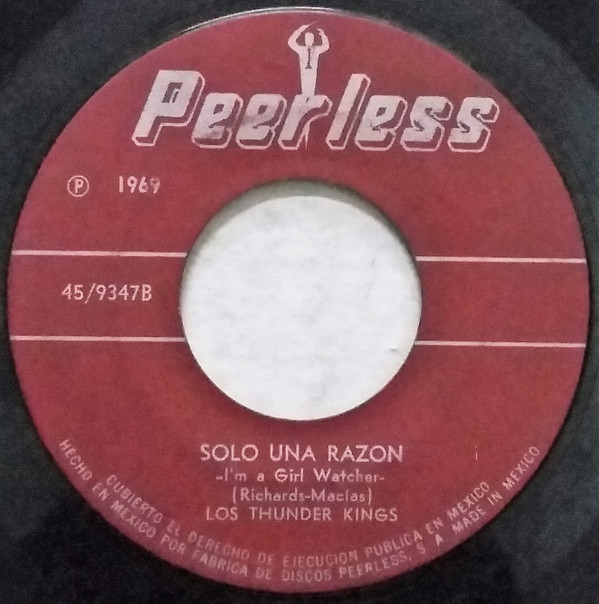 Peerless
Ⓟ 1969
45/9347B
SOLO UNA RAZON
-I'm a Girl Watcher-
(Richards-Macías)
LOS THUNDER KINGS
CUBIERTO EL DERECHO DE EJECUCION PUBLICA EN MEXICO
HECHO EN MEXICO POR FABRICA DE DISCOS PEERLESS, S. A. MADE IN MEXICO